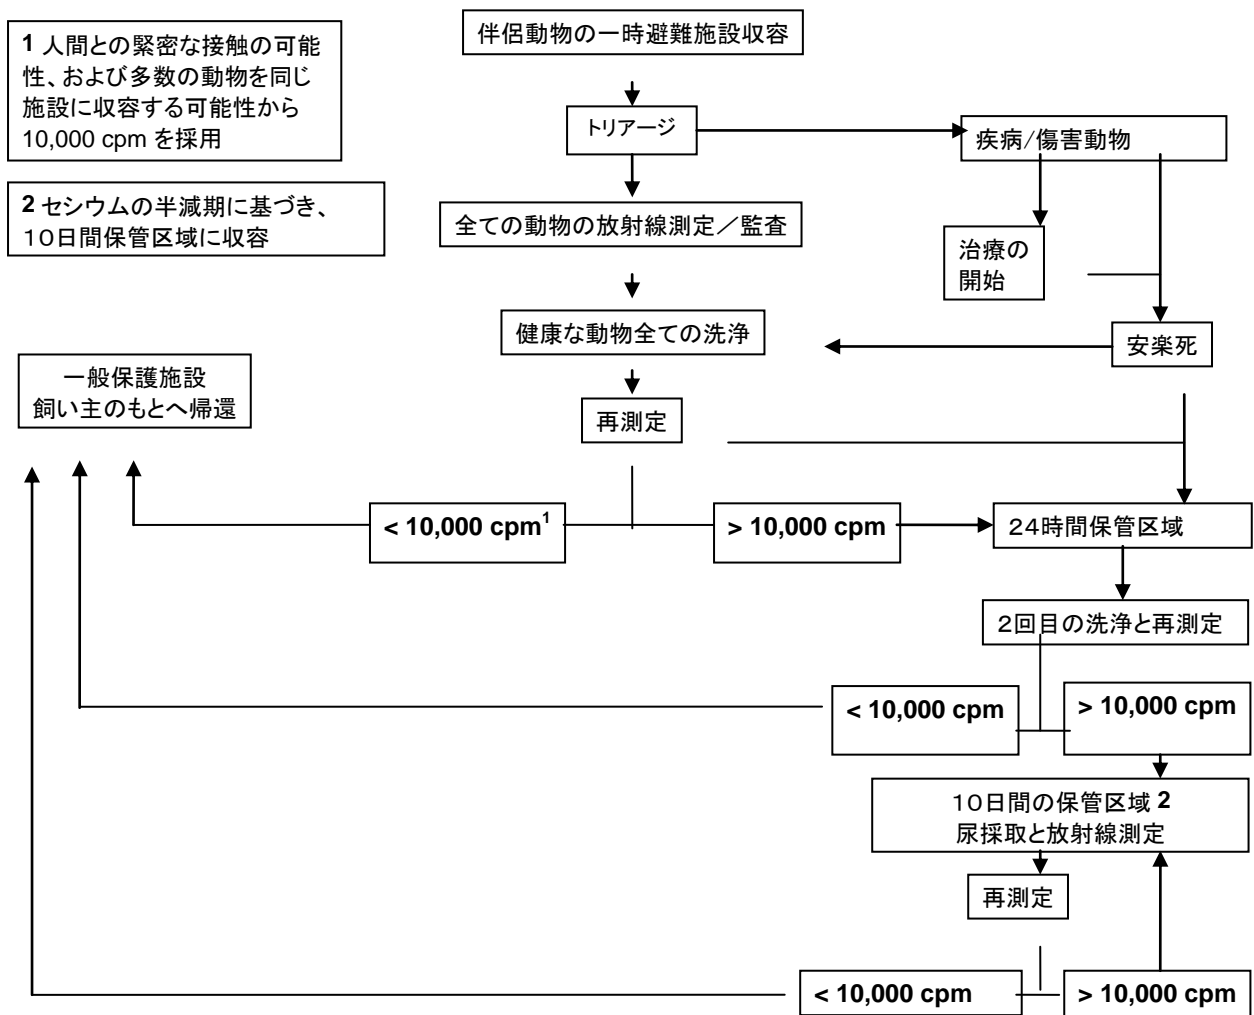 1 人間との緊密な接触の可能
性、および多数の動物を同じ
施設に収容する可能性から
10,000 cpm を採用
2 セシウムの半減期に基づき、
10日間保管区域に収容
伴侶動物の一時避難施設収容
トリアージ
疾病/傷害動物
全ての動物の放射線測定／監査
治療の
開始
健康な動物全ての洗浄
安楽死
一般保護施設
飼い主のもとへ帰還
再測定
< 10,000 cpm1
> 10,000 cpm
24時間保管区域
2回目の洗浄と再測定
< 10,000 cpm
> 10,000 cpm
10日間の保管区域 2
尿採取と放射線測定
再測定
< 10,000 cpm
> 10,000 cpm